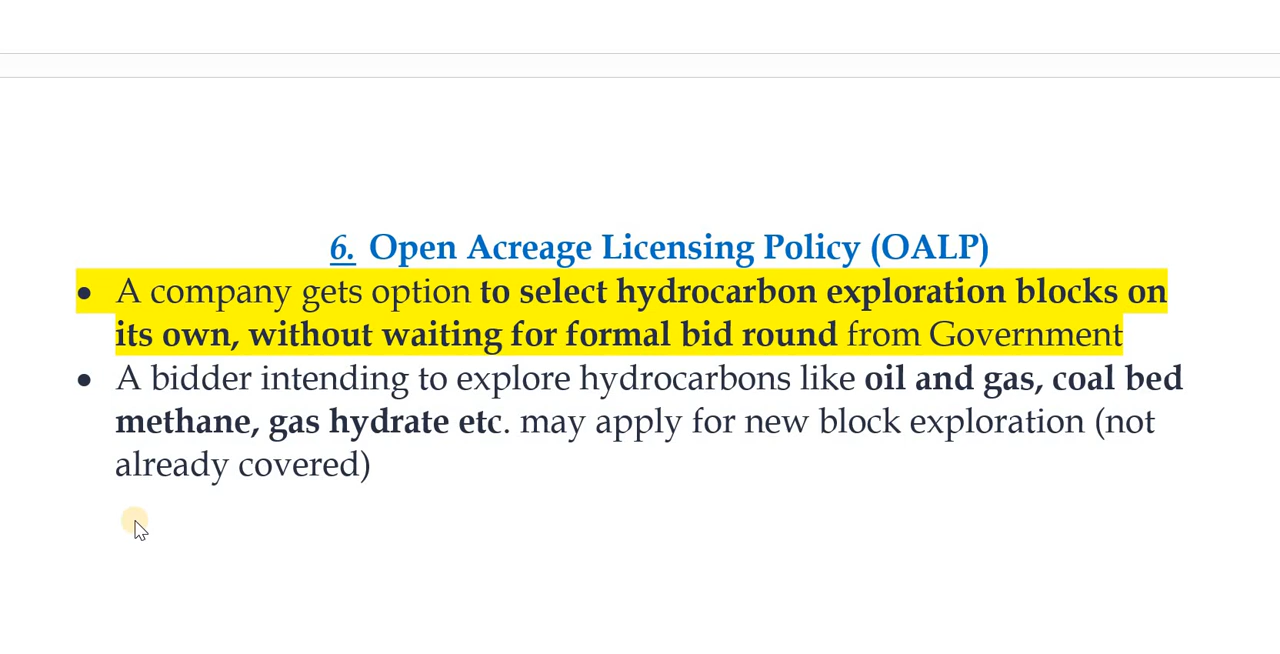 6. Open Acreage Licensing Policy (OALP)
• A company gets option to select hydrocarbon exploration blocks on
its own, without waiting for formal bid round from Government
• A bidder intending to explore hydrocarbons like oil and gas, coal bed
methane, gas hydrate etc. may apply for new block exploration (not
already covered)